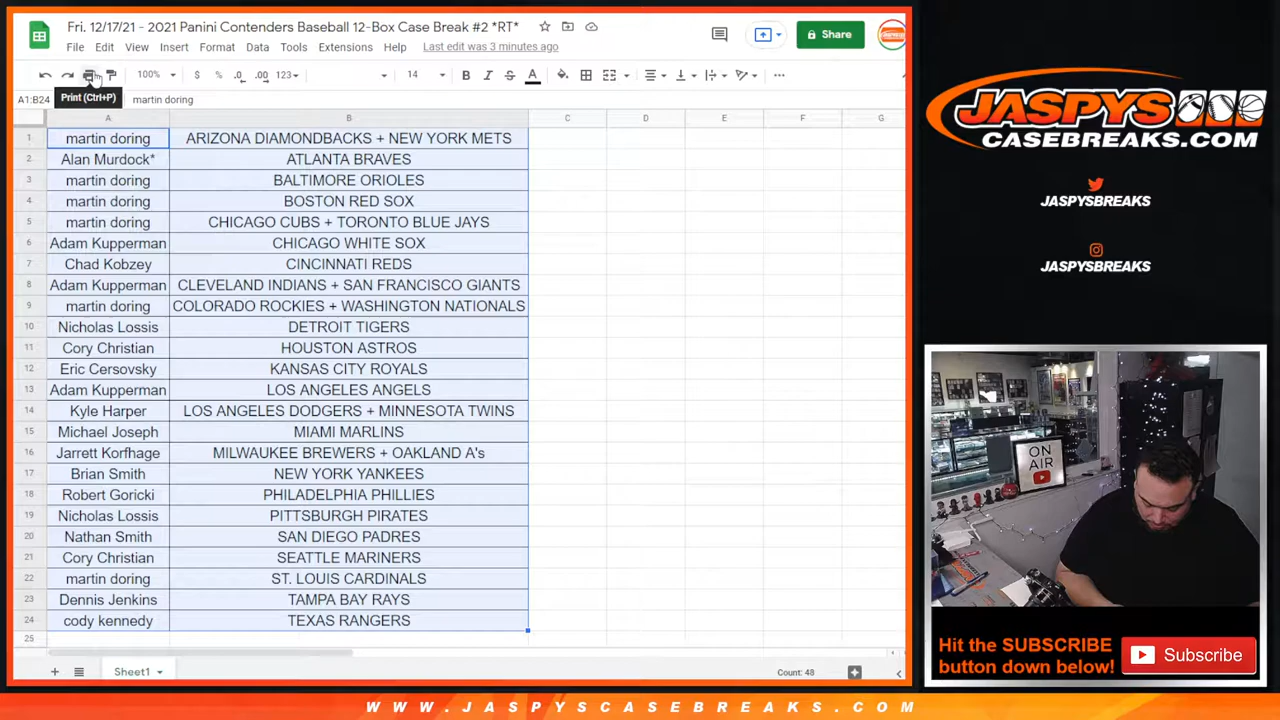 Fri. 12/17/21 - 2021 Panini Contenders Baseball 12-Box Case Break #2 *RT*
File Edit View Insert Format Data Tools Extensions Help Last edit was 3 minutes ago
Share
100% $ % .0 .00 123 14 B I S A
Print (Ctrl+P)
A1:B24 martin doring
A B C D E F G
1 martin doring ARIZONA DIAMONDBACKS + NEW YORK METS
2 Alan Murdock* ATLANTA BRAVES
3 martin doring BALTIMORE ORIOLES
4 martin doring BOSTON RED SOX
5 martin doring CHICAGO CUBS + TORONTO BLUE JAYS
6 Adam Kupperman CHICAGO WHITE SOX
7 Chad Kobzey CINCINNATI REDS
8 Adam Kupperman CLEVELAND INDIANS + SAN FRANCISCO GIANTS
9 martin doring COLORADO ROCKIES + WASHINGTON NATIONALS
10 Nicholas Lossis DETROIT TIGERS
11 Cory Christian HOUSTON ASTROS
12 Eric Cersovsky KANSAS CITY ROYALS
13 Adam Kupperman LOS ANGELES ANGELS
14 Kyle Harper LOS ANGELES DODGERS + MINNESOTA TWINS
15 Michael Joseph MIAMI MARLINS
16 Jarrett Korfhage MILWAUKEE BREWERS + OAKLAND A's
17 Brian Smith NEW YORK YANKEES
18 Robert Goricki PHILADELPHIA PHILLIES
19 Nicholas Lossis PITTSBURGH PIRATES
20 Nathan Smith SAN DIEGO PADRES
21 Cory Christian SEATTLE MARINERS
22 martin doring ST. LOUIS CARDINALS
23 Dennis Jenkins TAMPA BAY RAYS
24 cody kennedy TEXAS RANGERS
25
Sheet1
Count: 48
JASPYS
CASEBREAKS.COM
JASPYSBREAKS
JASPYSBREAKS
ON
AIR
Hit the SUBSCRIBE
button down below!
Subscribe
WWW.JASPYSCASEBREAKS.COM